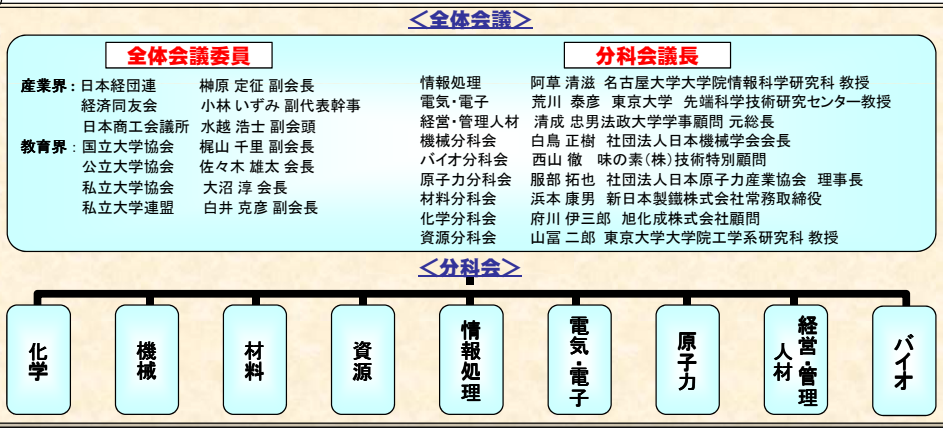 ＜全体会議＞
全体会議委員
産業界：日本経団連 榊原 定征 副会長
経済同友会 小林 いずみ 副代表幹事
日本商工会議所 水越 浩士 副会頭
教育界：国立大学協会 梶山 千里 副会長
公立大学協会 佐々木 雄太 会長
私立大学協会 大沼 淳 会長
私立大学連盟 白井 克彦 副会長
分科会議長
情報処理 阿草 清滋 名古屋大学大学院情報科学研究科 教授
電気・電子 荒川 泰彦 東京大学 先端科学技術研究センター教授
経営・管理人材 清成 忠男法政大学学事顧問 元総長
機械分科会 白鳥 正樹 社団法人日本機械学会会長
バイオ分科会 西山 徹 味の素(株)技術特別顧問
原子力分科会 服部 拓也 社団法人日本原子力産業協会 理事長
材料分科会 浜本 康男 新日本製鐵株式会社常務取締役
化学分科会 府川 伊三郎 旭化成株式会社顧問
資源分科会 山冨 二郎 東京大学大学院工学系研究科 教授
＜分科会＞
化学
機械
材料
資源
情報処理
電気・電子
原子力
経営・管理
人材
バイオ